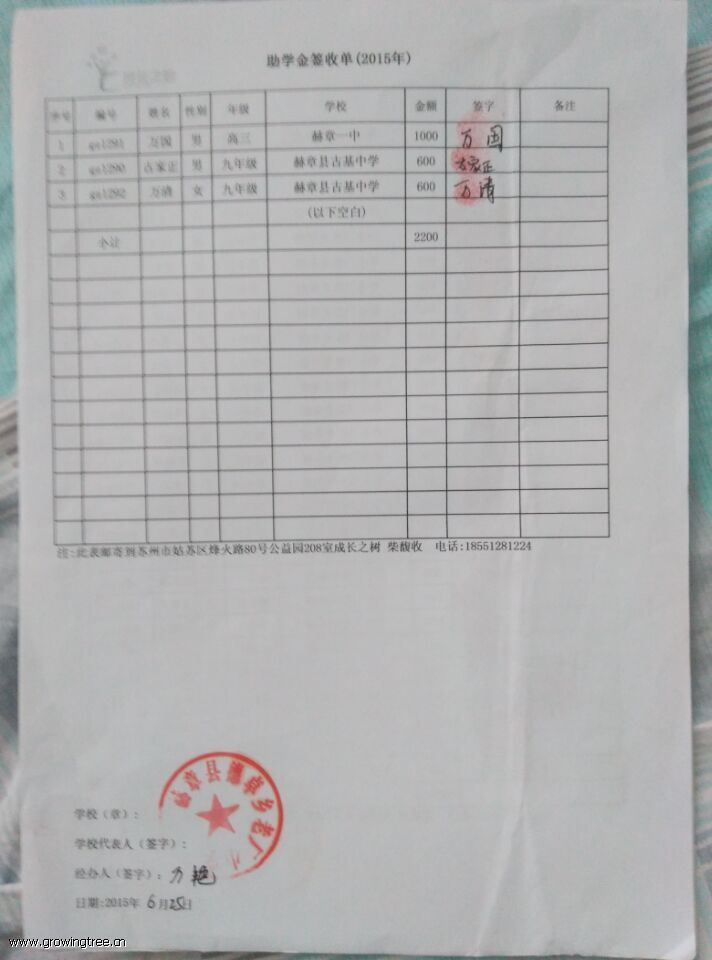 助学金签收单(2015年)
序号 编号 姓名 性别 年级 学校 金额 签字 备注
1 gs1291 万国 男 高三 赫章一中 1000 万国
2 gs1290 古家正 男 九年级 赫章县古基中学 600 古家正
3 gs1292 万清 女 九年级 赫章县古基中学 600 万清
(以下空白)
小计 2200
注:此表邮寄到苏州市姑苏区烽火路80号公益园208室成长之树 柴馥收 电话:18551281224
学校（章）:
学校代表人（签字）:
经办人（签字）: 万艳
日期:2015年 6月25日
www.growingtree.cn